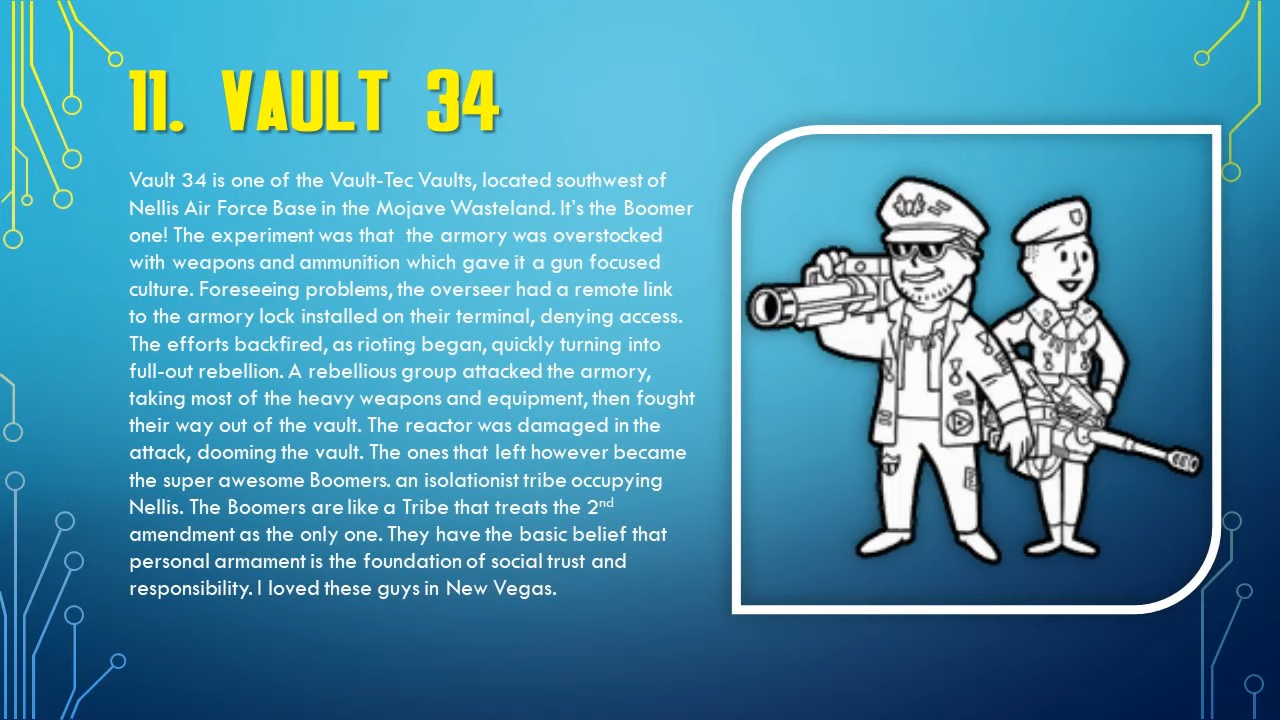 11. VAULT 34
Vault 34 is one of the Vault-Tec Vaults, located southwest of
Nellis Air Force Base in the Mojave Wasteland. It's the Boomer
one! The experiment was that  the armory was overstocked
with weapons and ammunition which gave it a gun focused
culture. Foreseeing problems, the overseer had a remote link
to the armory lock installed on their terminal, denying access.
The efforts backfired, as rioting began, quickly turning into
full-out rebellion. A rebellious group attacked the armory,
taking most of the heavy weapons and equipment, then fought
their way out of the vault. The reactor was damaged in the
attack, dooming the vault. The ones that left however became
the super awesome Boomers. an isolationist tribe occupying
Nellis. The Boomers are like a Tribe that treats the 2nd
amendment as the only one. They have the basic belief that
personal armament is the foundation of social trust and
responsibility. I loved these guys in New Vegas.